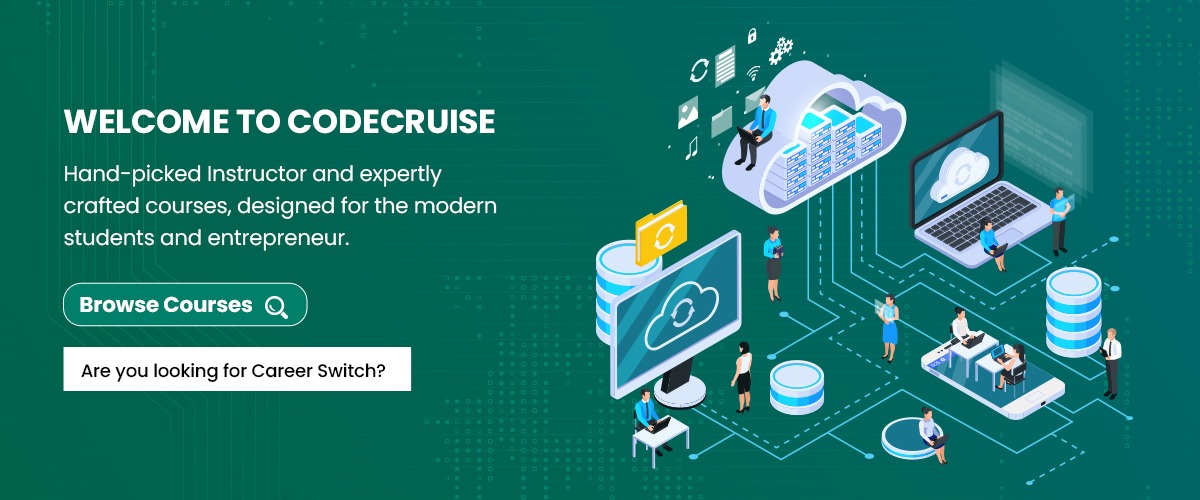 WELCOME TO CODECRUISE
Hand-picked Instructor and expertly
crafted courses, designed for the modern
students and entrepreneur.
Browse Courses
Are you looking for Career Switch?